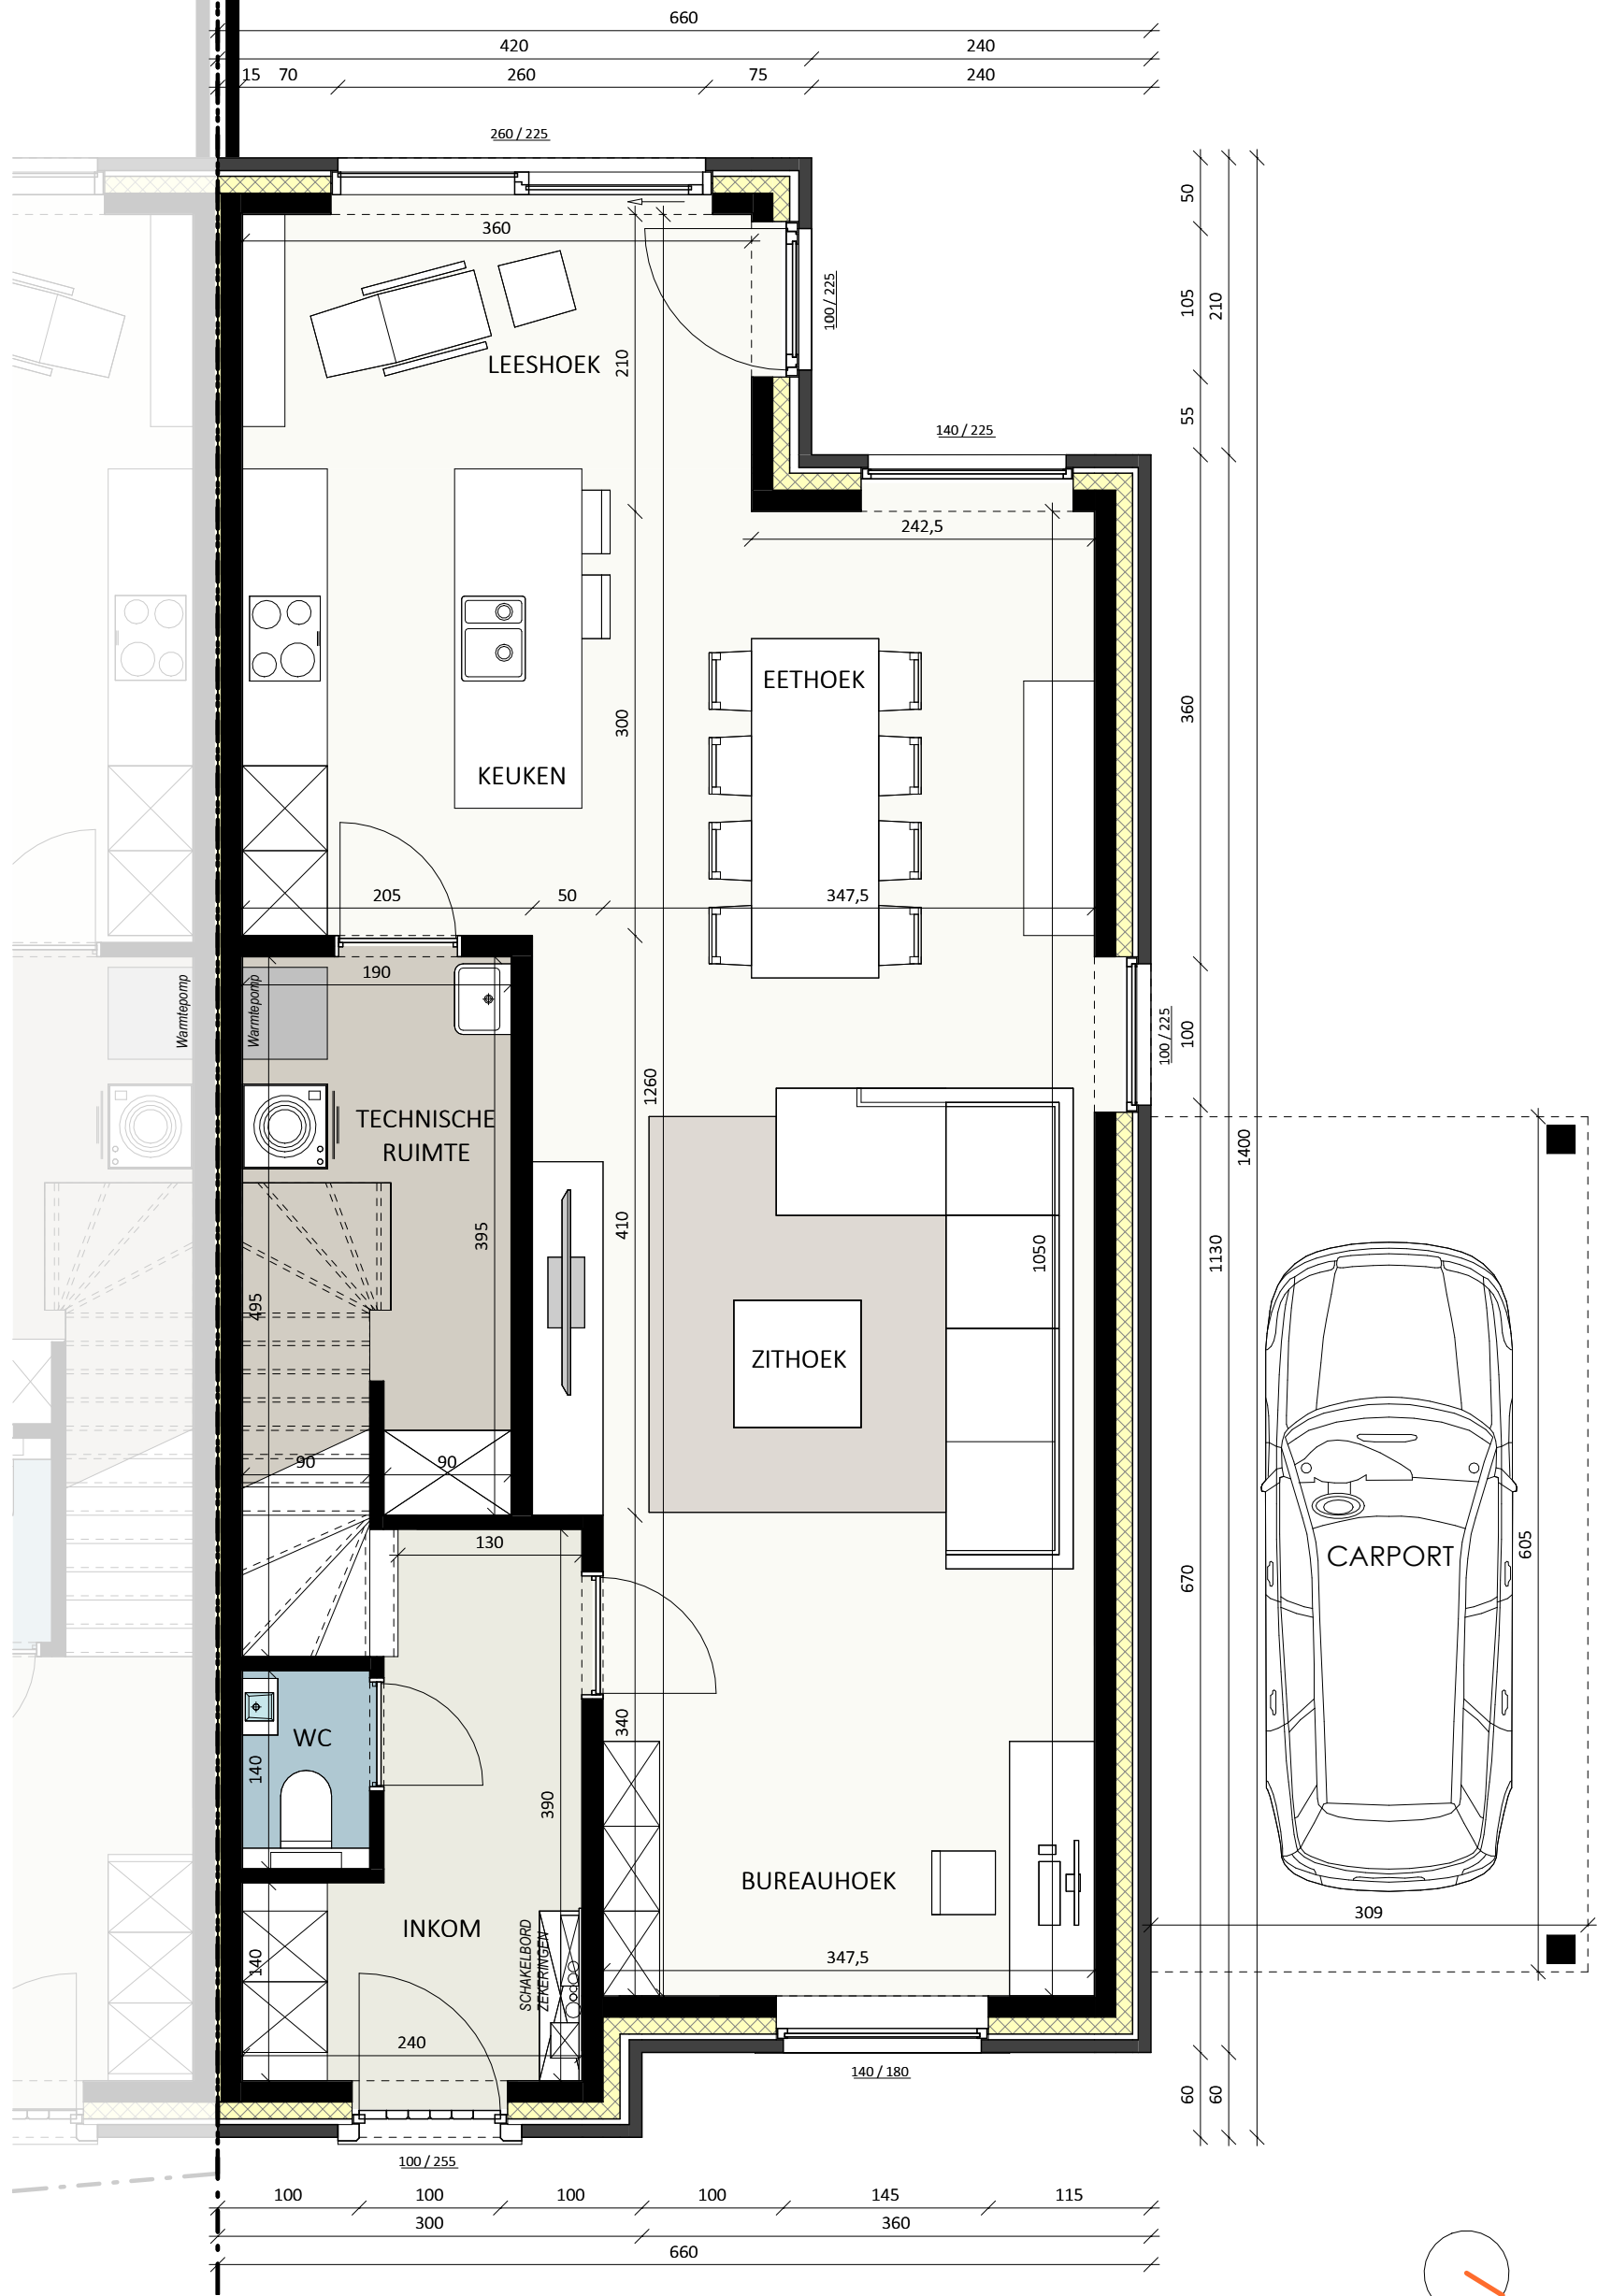 660
420 240
15 70 260 75 240
260 / 225
50
360
100 / 225
105
210
LEESHOEK
210
55
140 / 225
242,5
EETHOEK
360
300
KEUKEN
205 50 347,5
190
Warmtepomp
Warmtepomp
100 / 225
100
1260
TECHNISCHE
RUIMTE
1400
410
395
1050
1130
495
ZITHOEK
90 90
130
CARPORT
605
670
340
WC
140
390
BUREAUHOEK
309
INKOM
SCHAKELBORD
ZEKERINGEN
140
347,5
240
140 / 180
60
60
100 / 255
100 100 100 100 145 115
300 360
660